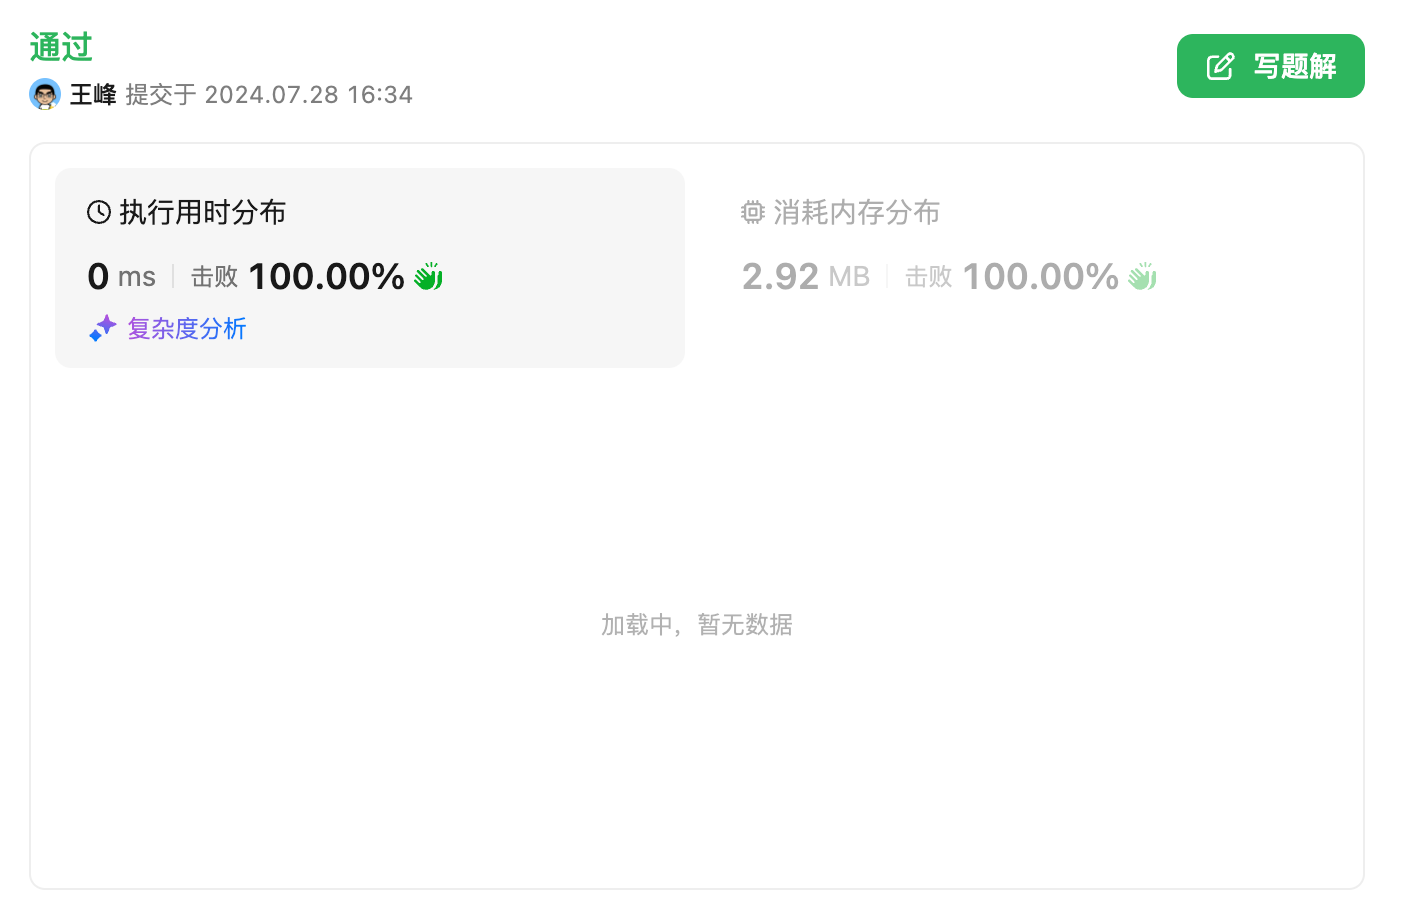 通过
写题解
王峰 提交于 2024.07.28 16:34
执行用时分布
0 ms 击败 100.00%
复杂度分析
消耗内存分布
2.92 MB 击败 100.00%
加载中，暂无数据